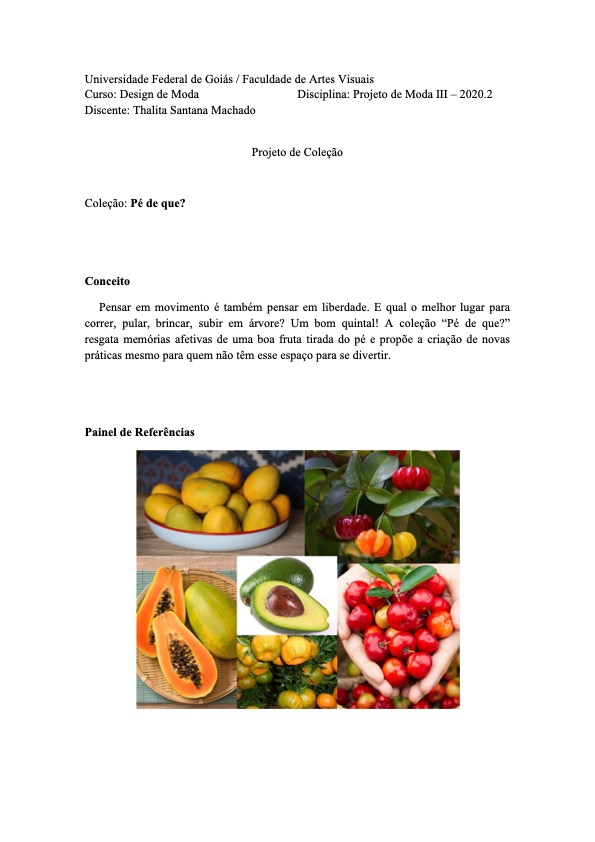 Universidade Federal de Goiás / Faculdade de Artes Visuais
Curso: Design de Moda Disciplina: Projeto de Moda III – 2020.2
Discente: Thalita Santana Machado
Projeto de Coleção
Coleção: Pé de que?
Conceito
Pensar em movimento é também pensar em liberdade. E qual o melhor lugar para
correr, pular, brincar, subir em árvore? Um bom quintal! A coleção “Pé de que?”
resgata memórias afetivas de uma boa fruta tirada do pé e propõe a criação de novas
práticas mesmo para quem não têm esse espaço para se divertir.
Painel de Referências